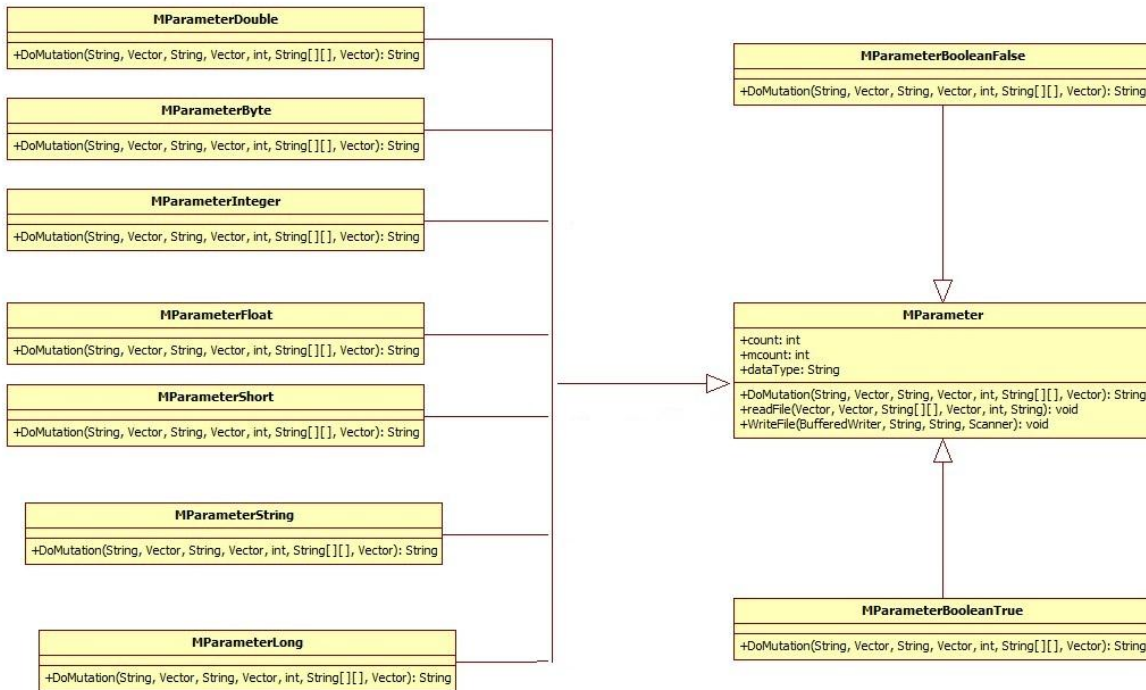 MParameterDouble
+DoMutation(String, Vector, String, Vector, int, String[][], Vector): String
MParameterByte
+DoMutation(String, Vector, String, Vector, int, String[][], Vector): String
MParameterInteger
+DoMutation(String, Vector, String, Vector, int, String[][], Vector): String
MParameterFloat
+DoMutation(String, Vector, String, Vector, int, String[][], Vector): String
MParameterShort
+DoMutation(String, Vector, String, Vector, int, String[][], Vector): String
MParameterString
+DoMutation(String, Vector, String, Vector, int, String[][], Vector): String
MParameterLong
+DoMutation(String, Vector, String, Vector, int, String[][], Vector): String
MParameterBooleanFalse
+DoMutation(String, Vector, String, Vector, int, String[][], Vector): String
MParameter
+count: int
+mcount: int
+dataType: String
+DoMutation(String, Vector, String, Vector, int, String[][], Vector): String
+readFile(Vector, Vector, String[][], Vector, int, String): void
+WriteFile(BufferedWriter, String, String, Scanner): void
MParameterBooleanTrue
+DoMutation(String, Vector, String, Vector, int, String[][], Vector): String